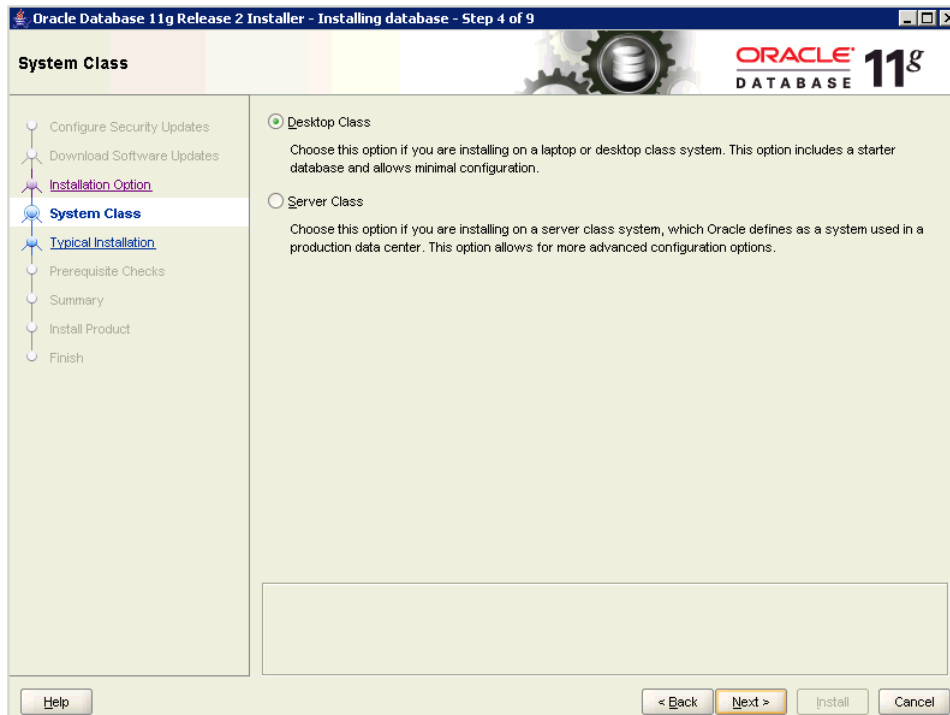 Oracle Database 11g Release 2 Installer - Installing database - Step 4 of 9
System Class
ORACLE
DATABASE
11g
Configure Security Updates
Download Software Updates
Installation Option
System Class
Typical Installation
Prerequisite Checks
Summary
Install Product
Finish
Desktop Class
Choose this option if you are installing on a laptop or desktop class system. This option includes a starter
database and allows minimal configuration.
Server Class
Choose this option if you are installing on a server class system, which Oracle defines as a system used in a
production data center. This option allows for more advanced configuration options.
Help
< Back
Next >
Install
Cancel